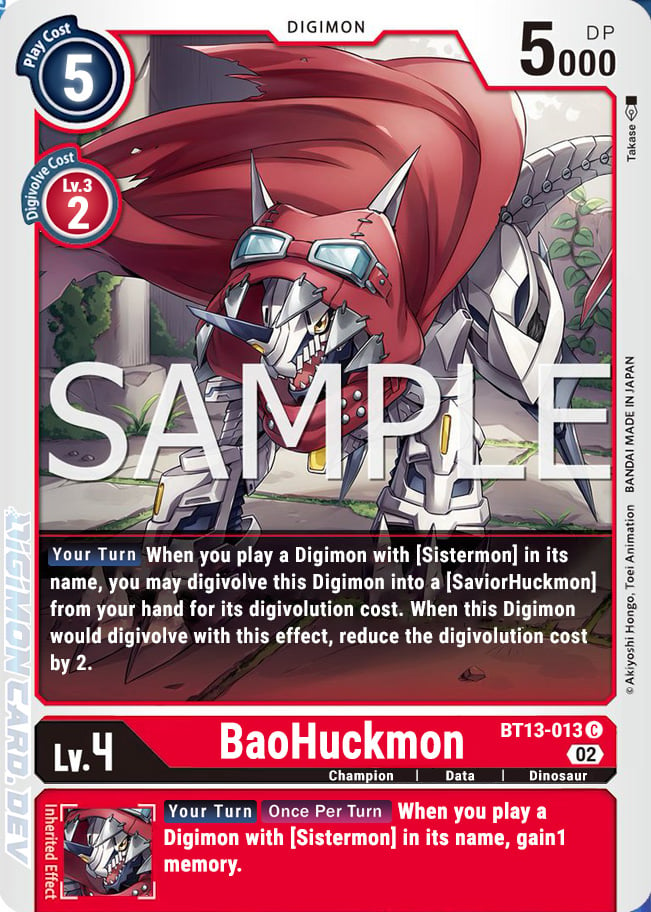 DIGIMON
Play Cost
5
5000
DP
Digivolve Cost
Lv.3
2
Takase
SAMPLE
Your Turn When you play a Digimon with [Sistermon] in its
name, you may digivolve this Digimon into a [SaviorHuckmon]
from your hand for its digivolution cost. When this Digimon
would digivolve with this effect, reduce the digivolution cost
by 2.
© Akiyoshi Hongo, Toei Animation BANDAI MADE IN JAPAN
DIGIMONCARD.DEV
Lv.4
BaoHuckmon
BT13-013 C
02
Champion | Data | Dinosaur
Inherited Effect
Your Turn Once Per Turn When you play a
Digimon with [Sistermon] in its name, gain1
memory.